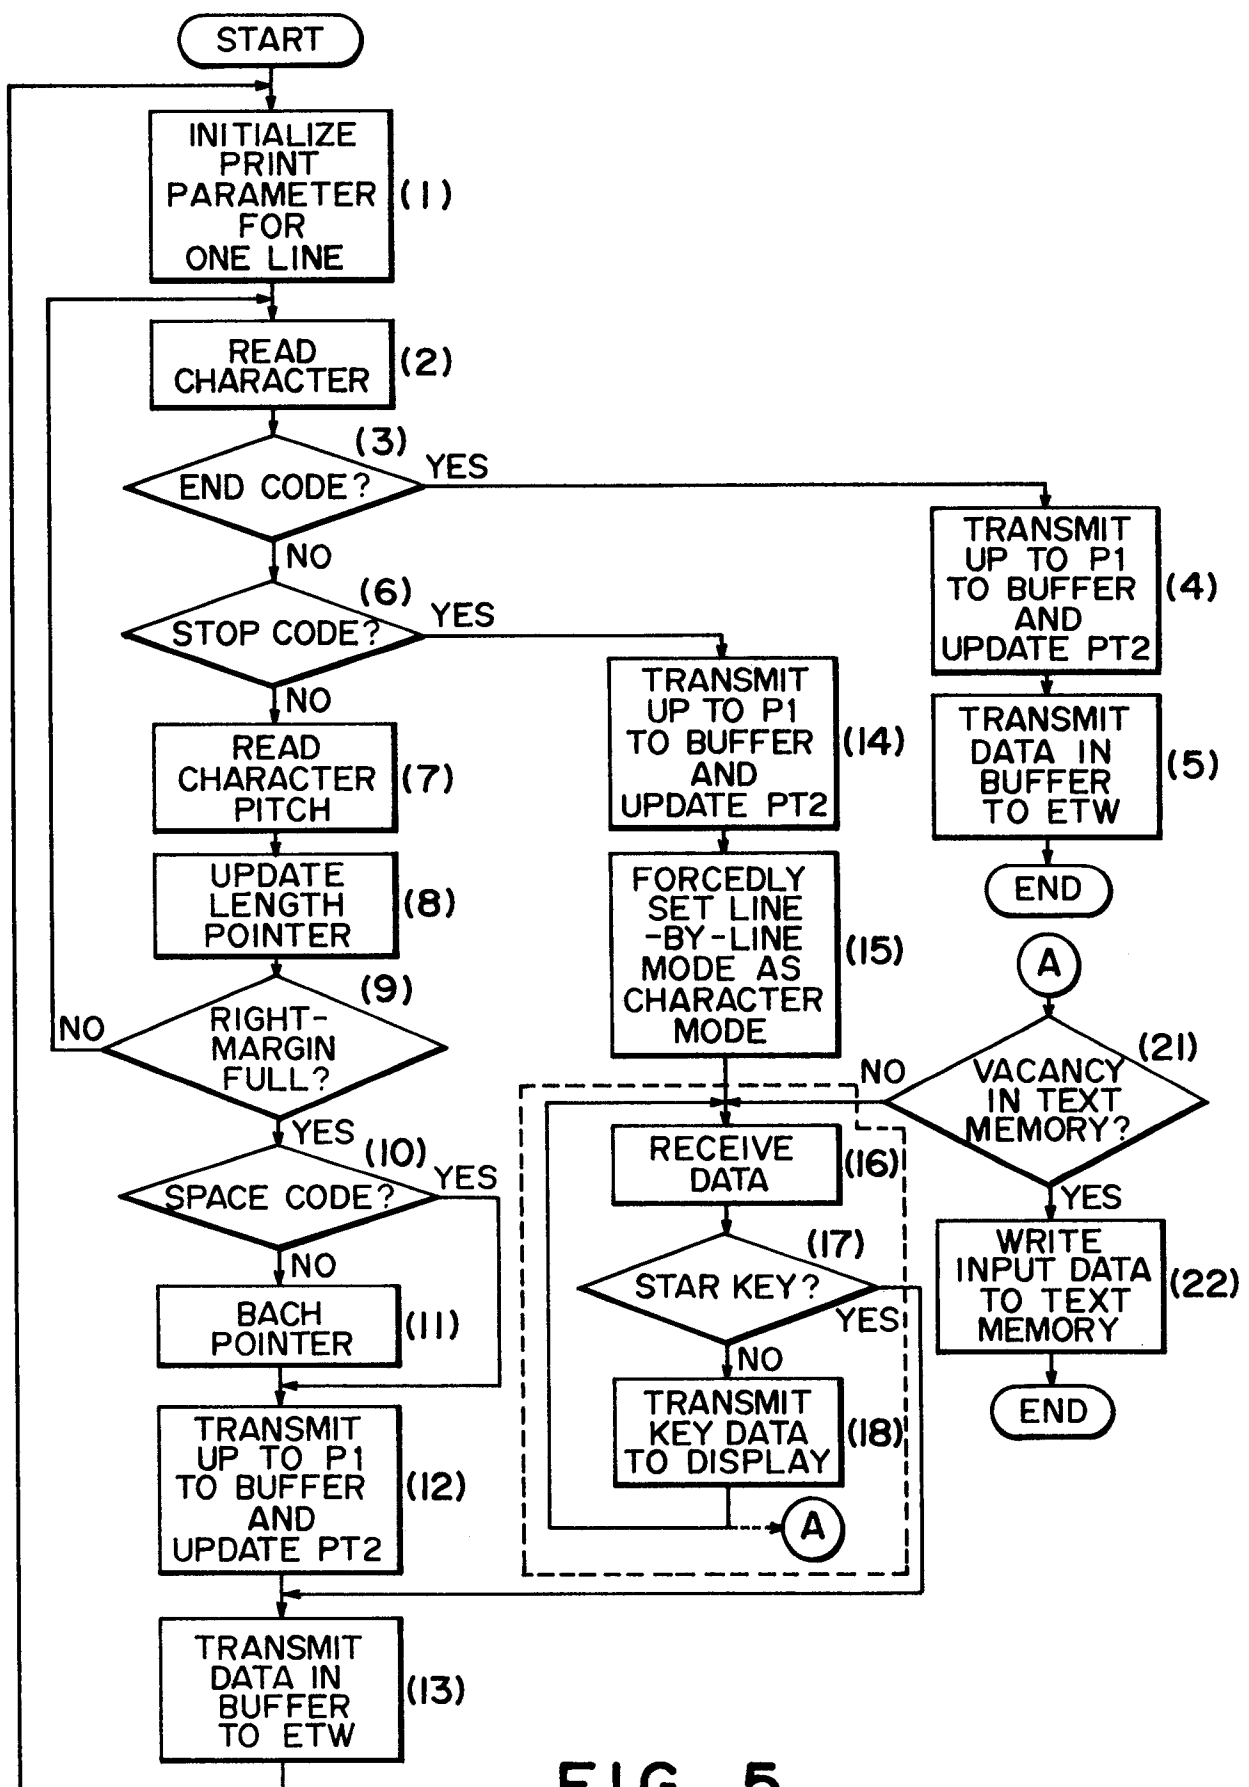 START
INITIALIZE
PRINT
PARAMETER
FOR
ONE LINE
(1)
READ
CHARACTER
(2)
END CODE?
(3)
YES
NO
TRANSMIT
UP TO P1
TO BUFFER
AND
UPDATE PT2
(4)
TRANSMIT
DATA IN
BUFFER
TO ETW
(5)
END
STOP CODE?
(6)
YES
NO
READ
CHARACTER
PITCH
(7)
UPDATE
LENGTH
POINTER
(8)
RIGHT-
MARGIN
FULL?
(9)
NO
YES
SPACE CODE?
(10)
YES
NO
BACH
POINTER
(11)
TRANSMIT
UP TO P1
TO BUFFER
AND
UPDATE PT2
(12)
TRANSMIT
DATA IN
BUFFER
TO ETW
(13)
TRANSMIT
UP TO P1
TO BUFFER
AND
UPDATE PT2
(14)
FORCEDLY
SET LINE
-BY-LINE
MODE AS
CHARACTER
MODE
(15)
RECEIVE
DATA
(16)
STAR KEY?
(17)
YES
NO
TRANSMIT
KEY DATA
TO DISPLAY
(18)
A
A
VACANCY
IN TEXT
MEMORY?
(21)
NO
YES
WRITE
INPUT DATA
TO TEXT
MEMORY
(22)
END
FIG. 5